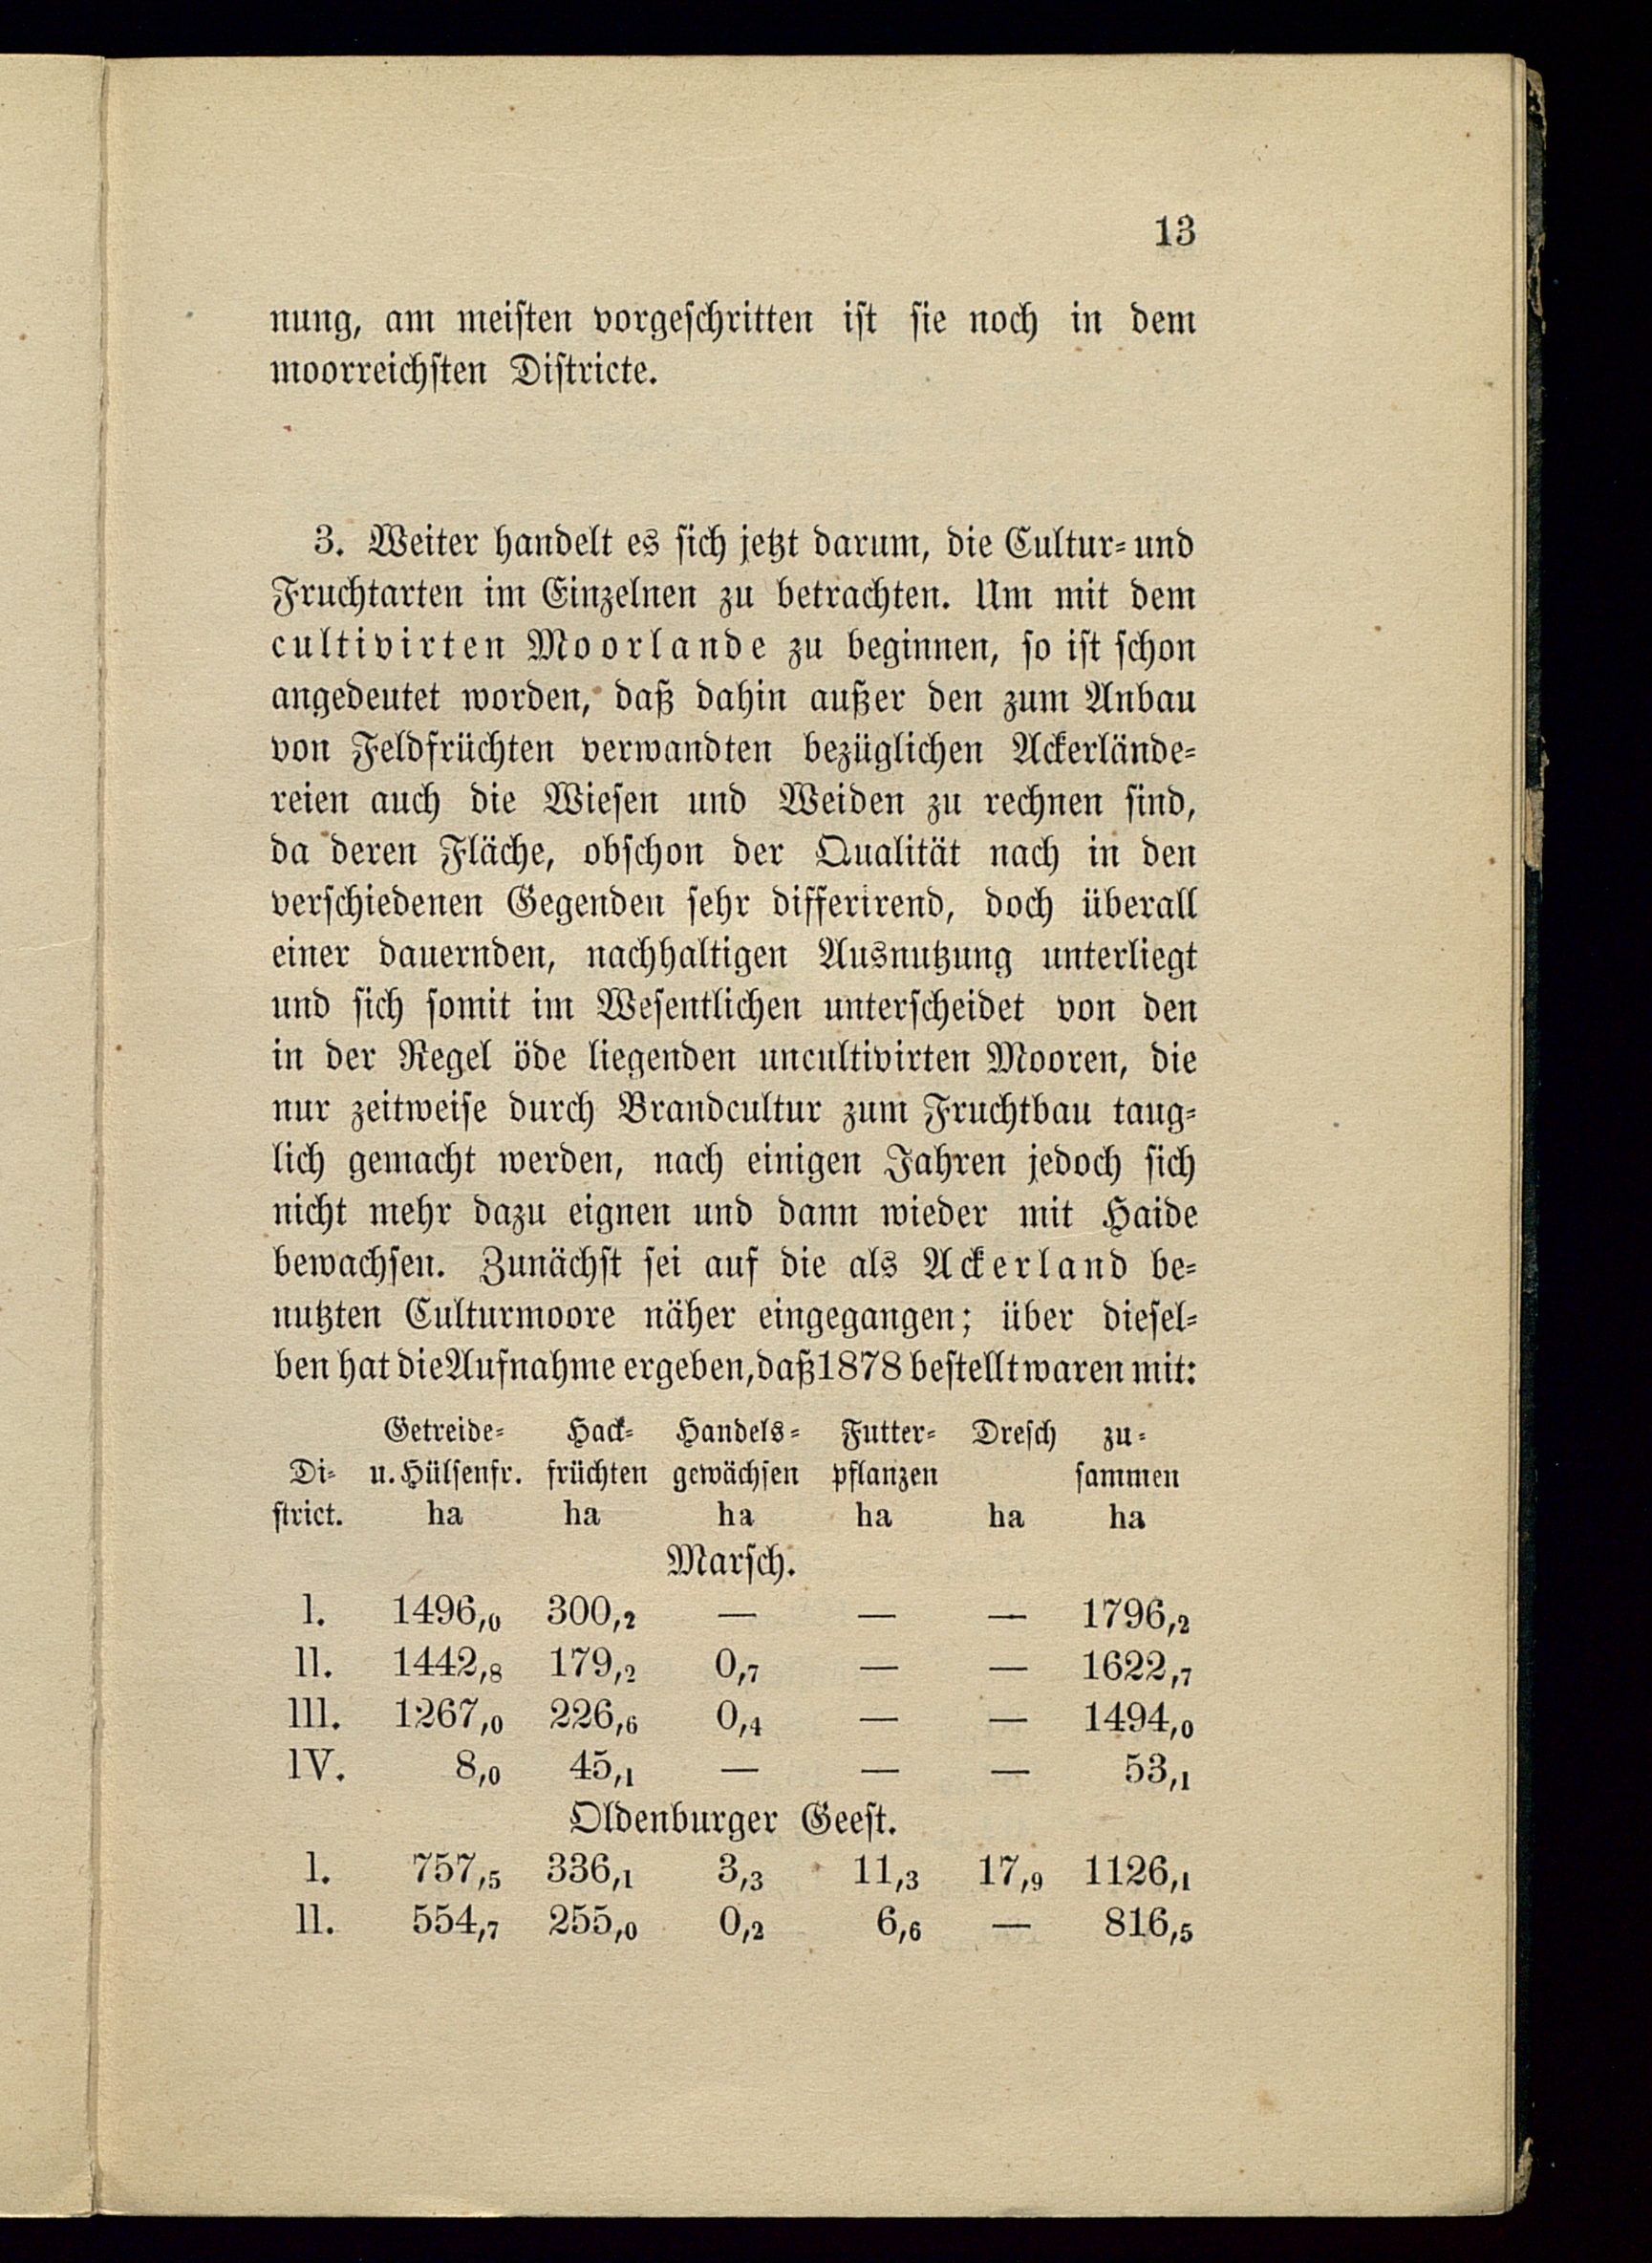 13
nung, am meisten vorgeschritten ist sie noch in dem
moorreichsten Districte.
3. Weiter handelt es sich jetzt darum, die Cultur- und
Fruchtarten im Einzelnen zu betrachten. Um mit dem
cultivirten Moorlande zu beginnen, so ist schon
angedeutet worden, daß dahin außer den zum Anbau
von Feldfrüchten verwandten bezüglichen Ackerlände-
reien auch die Wiesen und Weiden zu rechnen sind,
da deren Fläche, obschon der Qualität nach in den
verschiedenen Gegenden sehr differirend, doch überall
einer dauernden, nachhaltigen Ausnutzung unterliegt
und sich somit im Wesentlichen unterscheidet von den
in der Regel öde liegenden uncultivirten Mooren, die
nur zeitweise durch Brandcultur zum Fruchtbau taug-
lich gemacht werden, nach einigen Jahren jedoch sich
nicht mehr dazu eignen und dann wieder mit Haide
bewachsen. Zunächst sei auf die als Ackerland be-
nutzten Culturmoore näher eingegangen; über diesel-
ben hat die Aufnahme ergeben, daß 1878 bestellt waren mit:
Getreide- Hack- Handels- Futter- Dresch zu-
Di- u. Hülsenfr. früchten gewächsen pflanzen sammen
strict. ha ha ha ha ha ha
Marsch.
I. 1496,0 300,2 — — — 1796,2
II. 1442,8 179,2 0,7 — — 1622,7
III. 1267,0 226,6 0,4 — — 1494,0
IV. 8,0 45,1 — — — 53,1
Oldenburger Geest.
I. 757,5 336,1 3,3 11,3 17,9 1126,1
II. 554,7 255,0 0,2 6,6 — 816,5